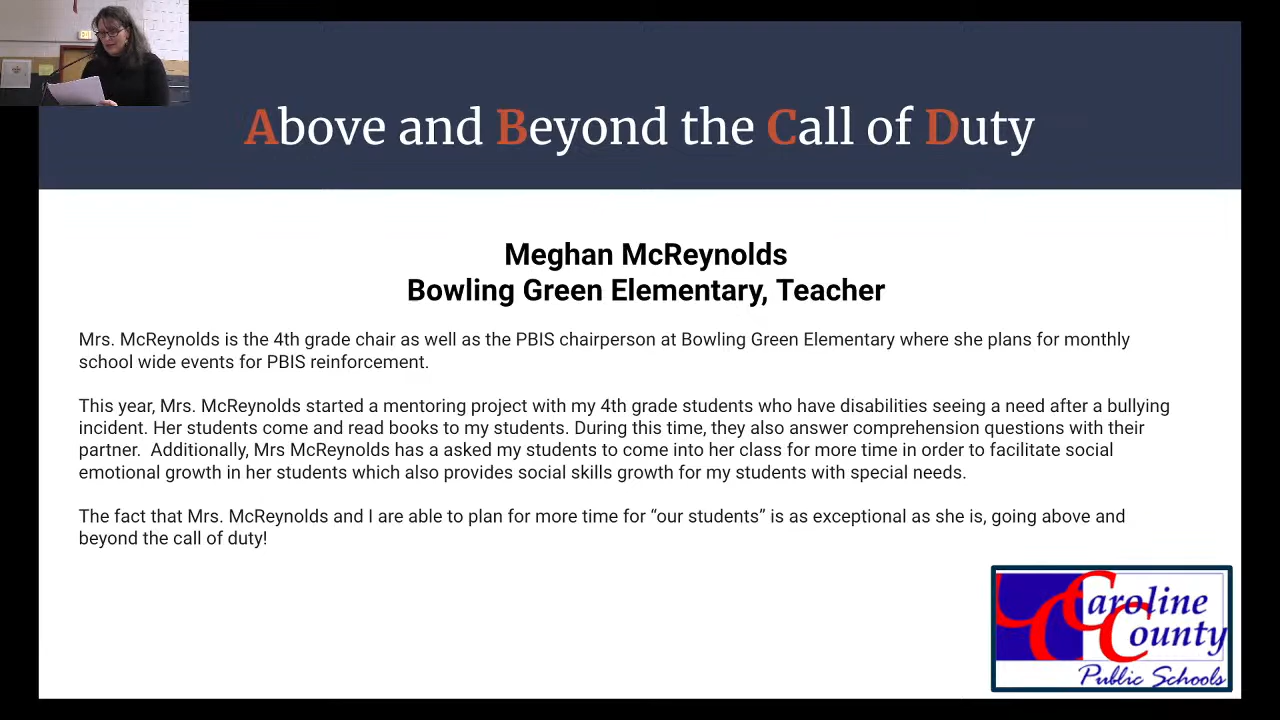 Above and Beyond the Call of Duty
Meghan McReynolds
Bowling Green Elementary, Teacher
Mrs. McReynolds is the 4th grade chair as well as the PBIS chairperson at Bowling Green Elementary where she plans for monthly
school wide events for PBIS reinforcement.
This year, Mrs. McReynolds started a mentoring project with my 4th grade students who have disabilities seeing a need after a bullying
incident. Her students come and read books to my students. During this time, they also answer comprehension questions with their
partner.  Additionally, Mrs McReynolds has a asked my students to come into her class for more time in order to facilitate social
emotional growth in her students which also provides social skills growth for my students with special needs.
The fact that Mrs. McReynolds and I are able to plan for more time for “our students” is as exceptional as she is, going above and
beyond the call of duty!
Caroline
County
Public Schools